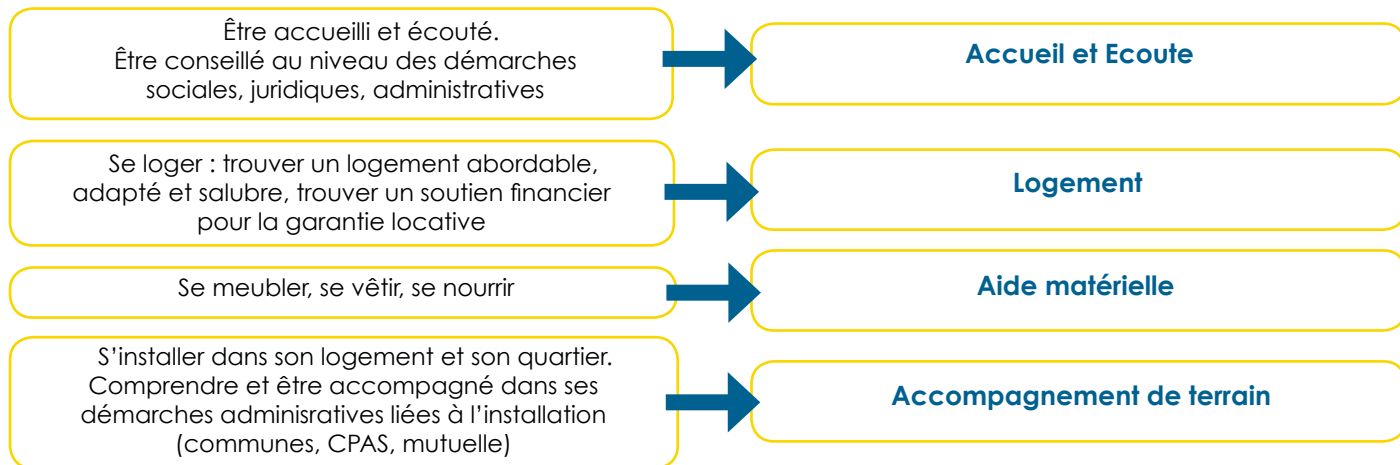 Être accueilli et écouté.
Être conseillé au niveau des démarches
sociales, juridiques, administratives
Accueil et Ecoute
Se loger : trouver un logement abordable,
adapté et salubre, trouver un soutien financier
pour la garantie locative
Logement
Se meubler, se vêtir, se nourrir
Aide matérielle
S’installer dans son logement et son quartier.
Comprendre et être accompagné dans ses
démarches adminisratives liées à l’installation
(communes, CPAS, mutuelle)
Accompagnement de terrain